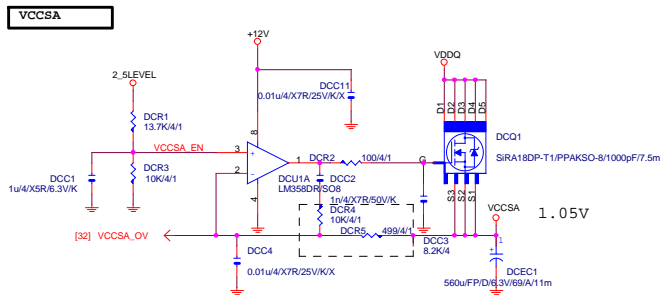 VCCSA
+12V
VDDQ
2_5LEVEL
DCC11
0.01u/4/X7R/25V/K/X
D1
D2
D3
D4
D5
DCR1
13.7K/4/1
8
DCQ1
VCCSA_EN
3
+
1
DCR2
100/4/1
G
SiRA18DP-T1/PPAKSO-8/1000pF/7.5m
2
-
DCC1
1u/4/X5R/6.3V/K
DCR3
10K/4/1
DCU1A
LM358DR/SO8
DCC2
1n/4/X7R/50V/K
4
S3
S2
S1
VCCSA
1.05V
DCR4
10K/4/1
[32] VCCSA_OV
DCR5
499/4/1
DCC3
8.2K/4
DCC4
0.01u/4/X7R/25V/K/X
+
1
DCEC1
560u/FP/D/6.3V/69/A/11m